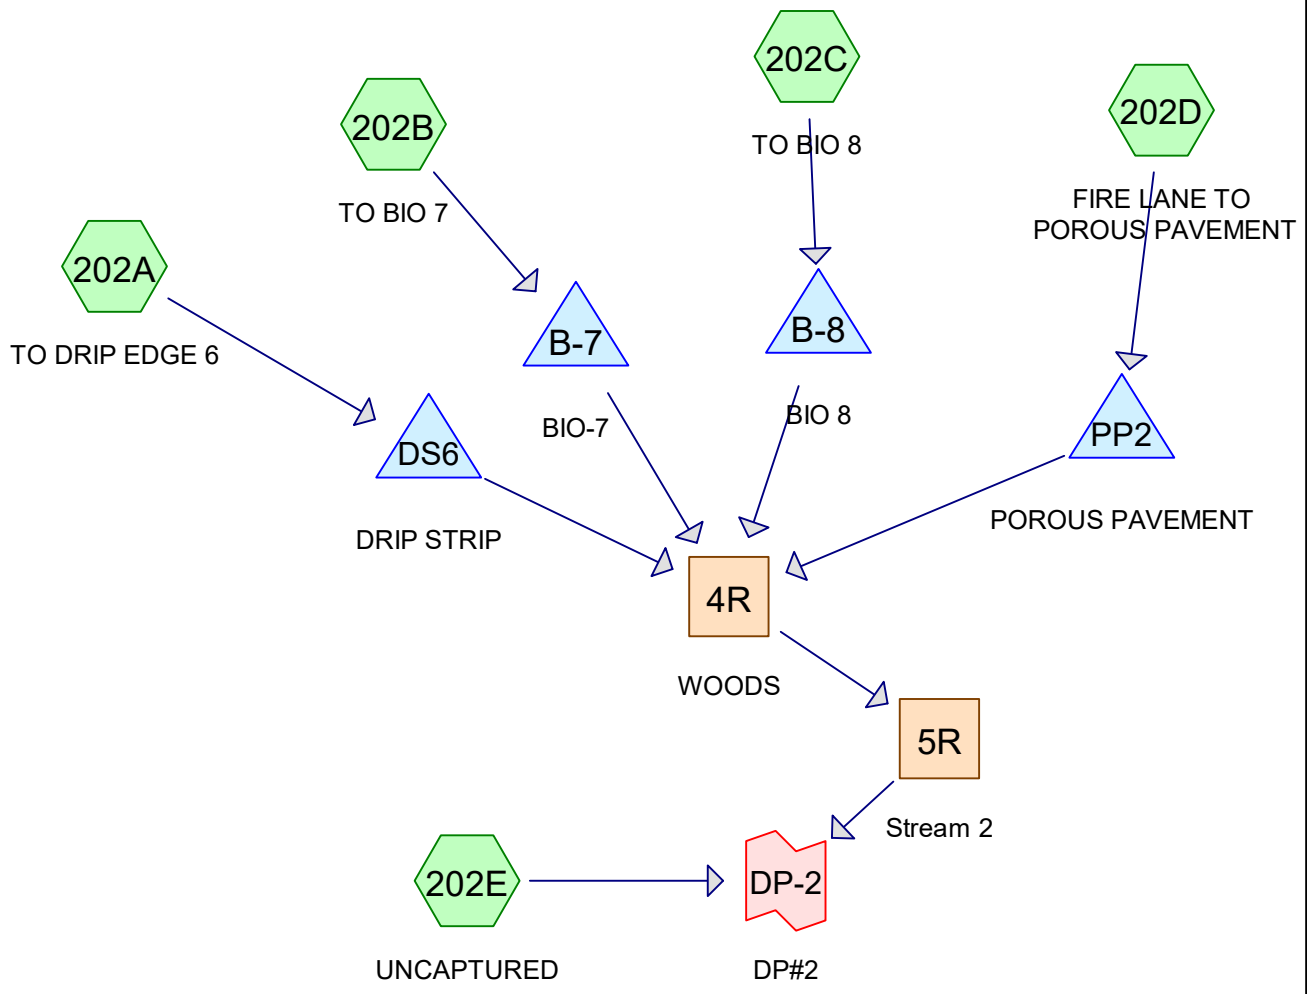 202C
202B
202D
TO BIO 8
FIRE LANE TO
POROUS PAVEMENT
TO BIO 7
202A
TO DRIP EDGE 6
B-7
B-8
BIO-7
BIO 8
DS6
PP2
DRIP STRIP
POROUS PAVEMENT
4R
WOODS
5R
Stream 2
202E
DP-2
UNCAPTURED
DP#2